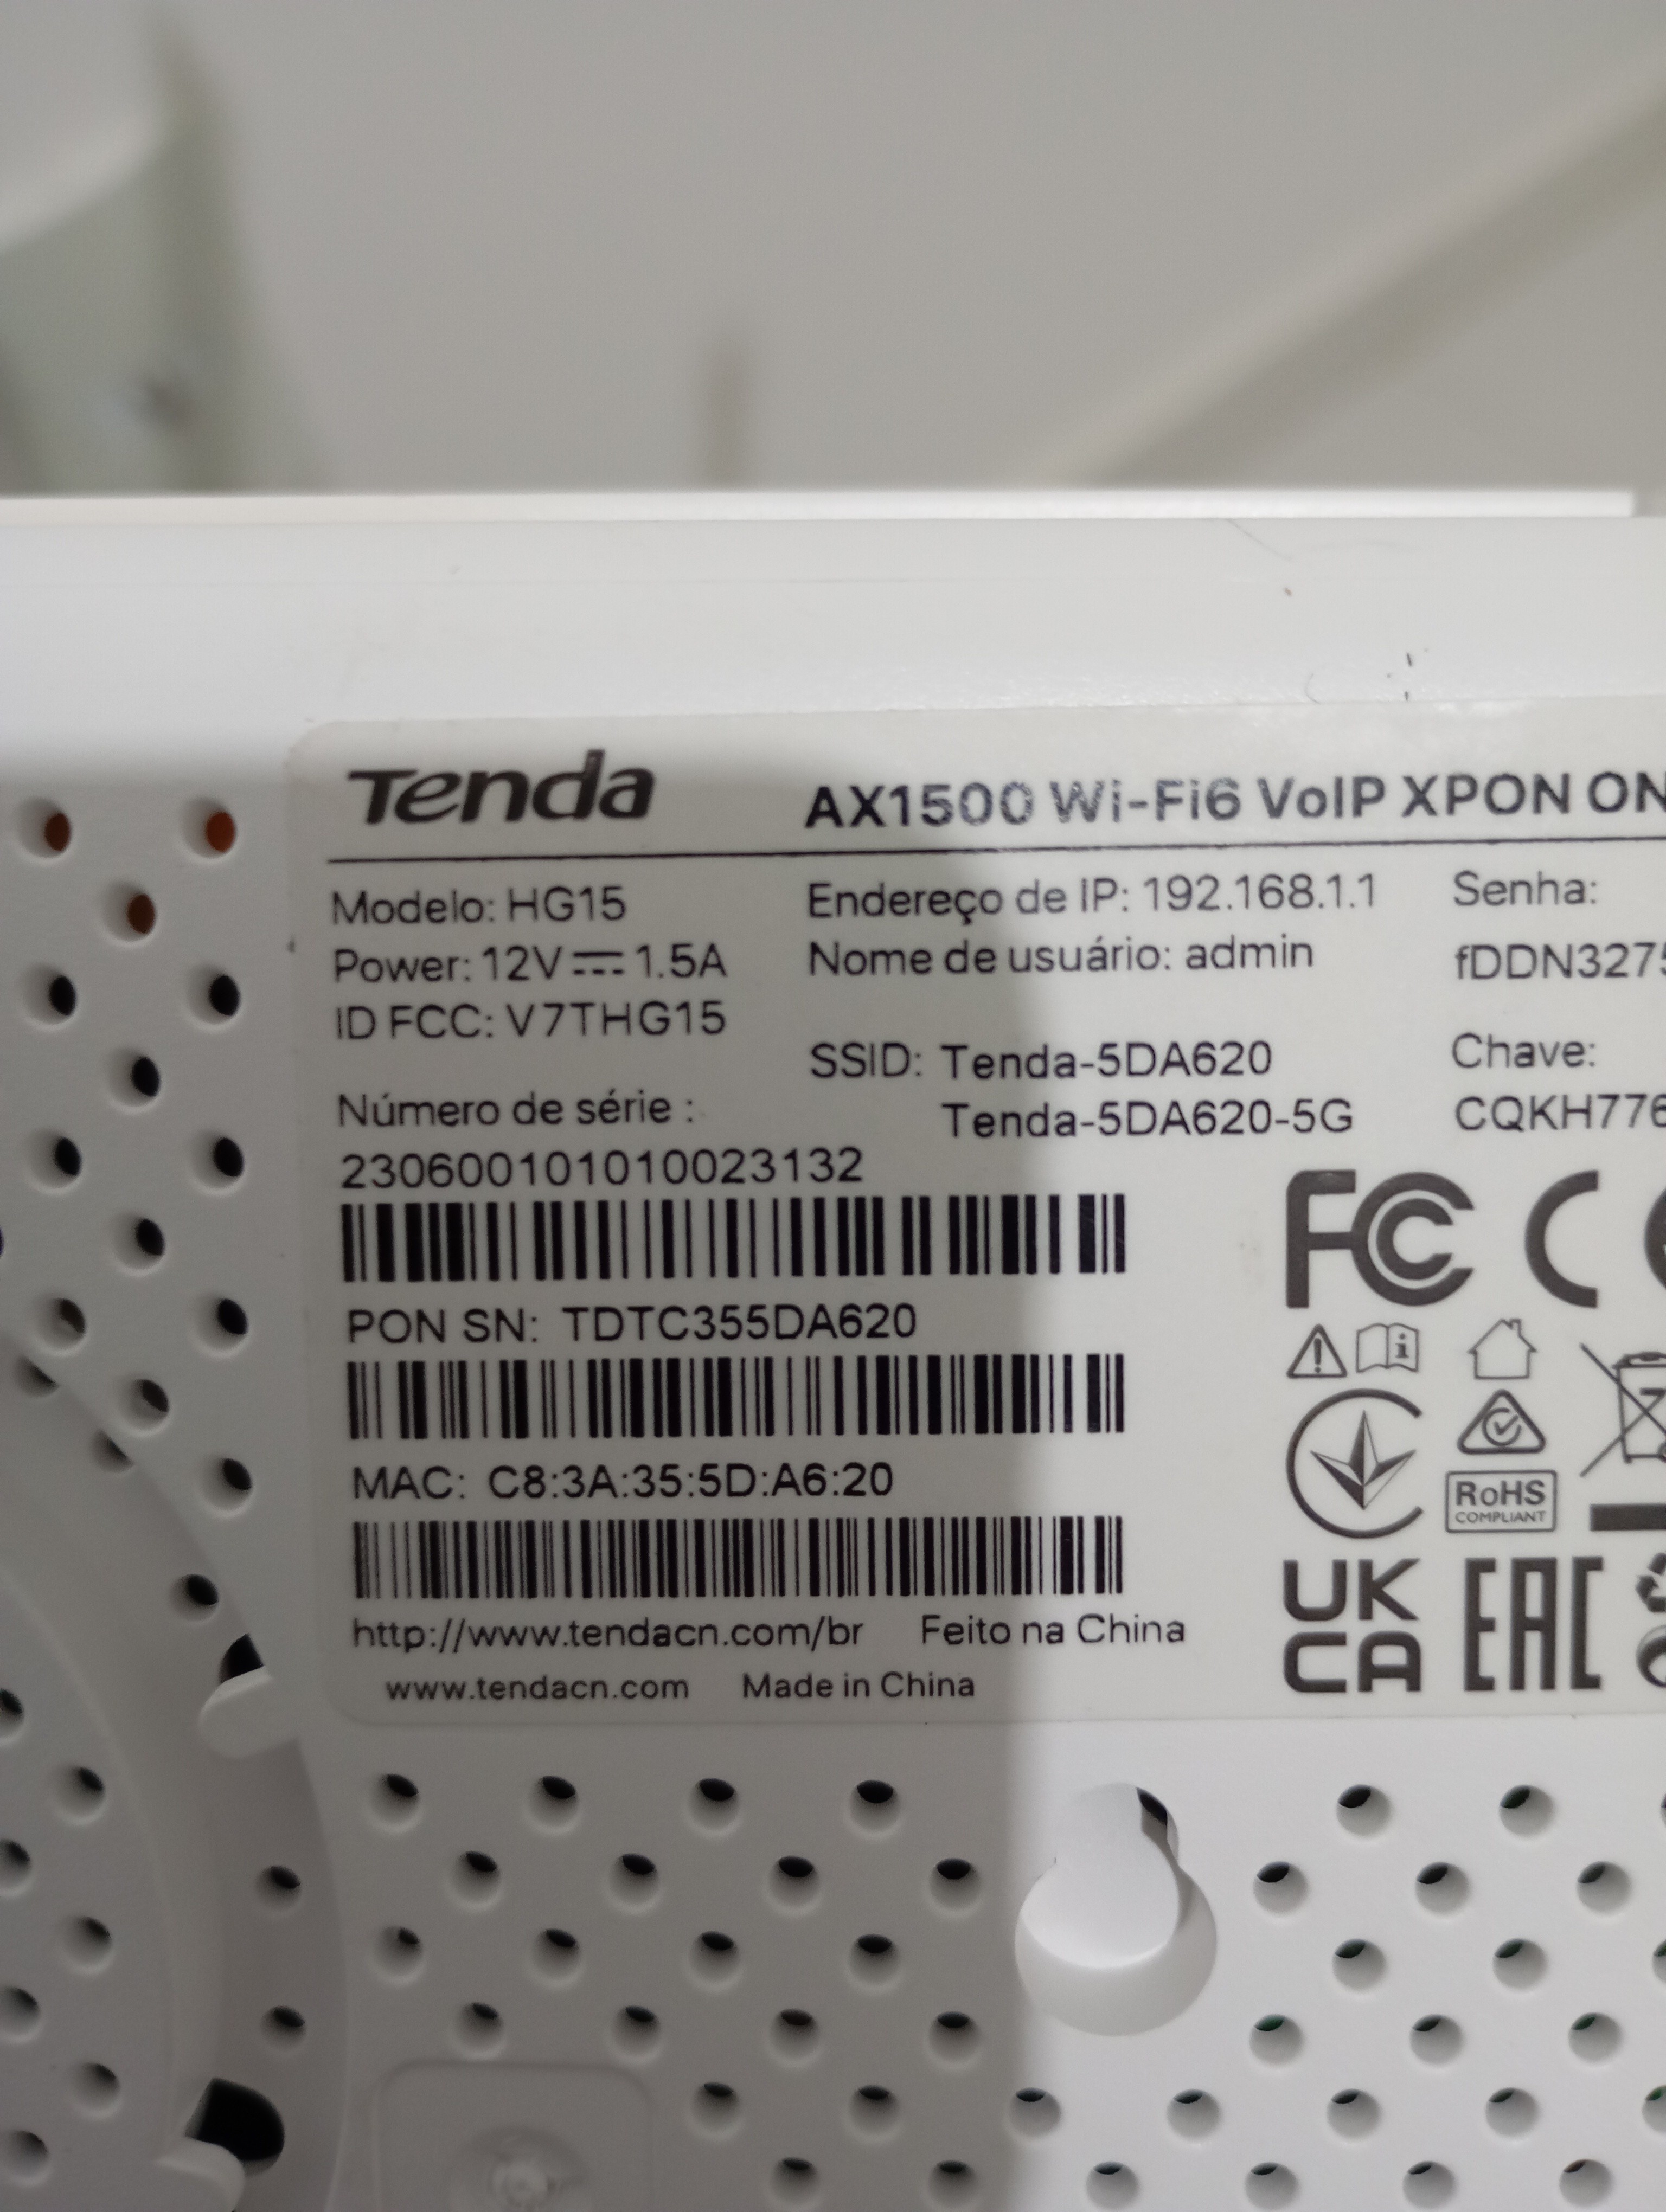 Tenda
AX1500 Wi-Fi6 VoIP XPON
Modelo: HG15
Power: 12V⎓1.5A
ID FCC: V7THG15
Endereço de IP: 192.168.1.1
Nome de usuário: admin
Senha:
SSID: Tenda-5DA620
Tenda-5DA620-5G
Chave:
Número de série :
230600101010023132
PON SN: TDTC355DA620
MAC: C8:3A:35:5D:A6:20
http://www.tendacn.com/br Feito na China
www.tendacn.com Made in China
FC
CE
RoHS
COMPLIANT
UK
CA
EAC